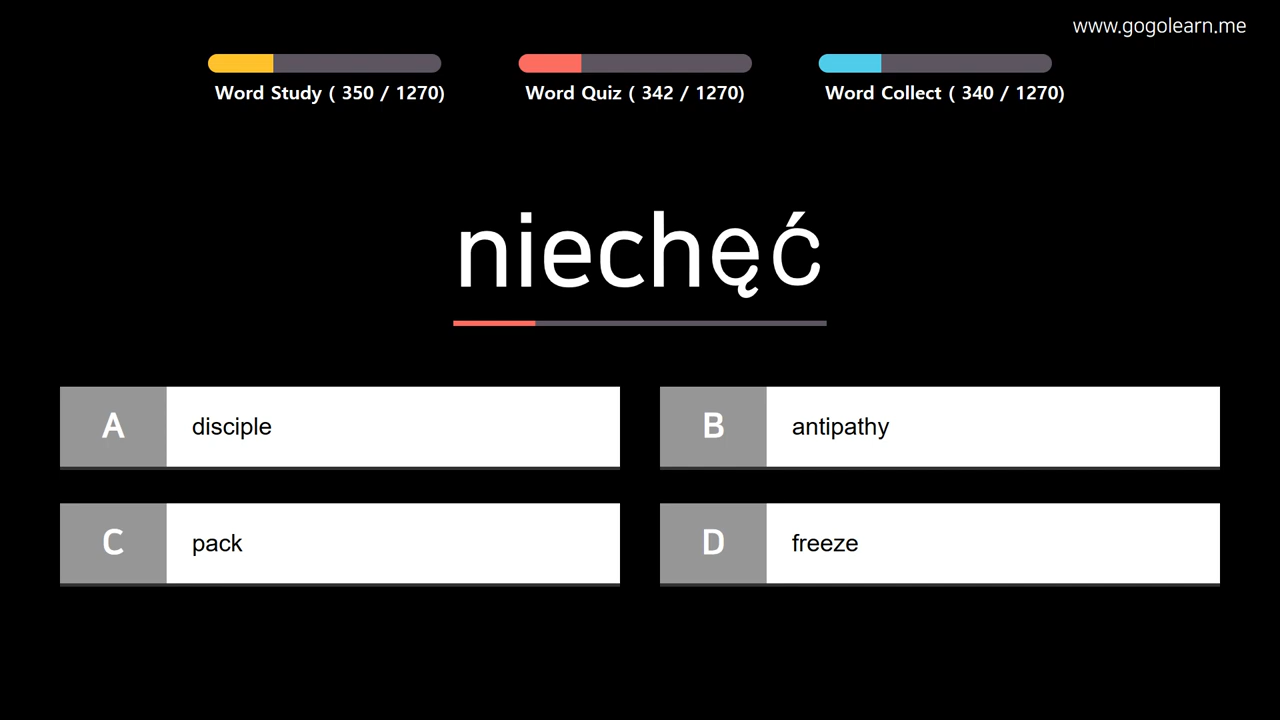 www.gogolearn.me
Word Study ( 350 / 1270)
Word Quiz ( 342 / 1270)
Word Collect ( 340 / 1270)
niechęć
A disciple
B antipathy
C pack
D freeze